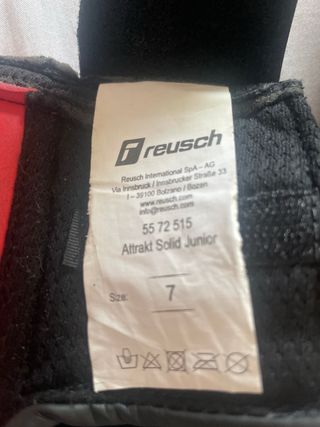 reusch
Reusch International SpA – AG
Via Innsbruck / Innsbrucker Straße 33
I – 39100 Bolzano / Bozen
www.reusch.com
info@reusch.com
55 72 515
Attrakt Solid Junior
Size: 7